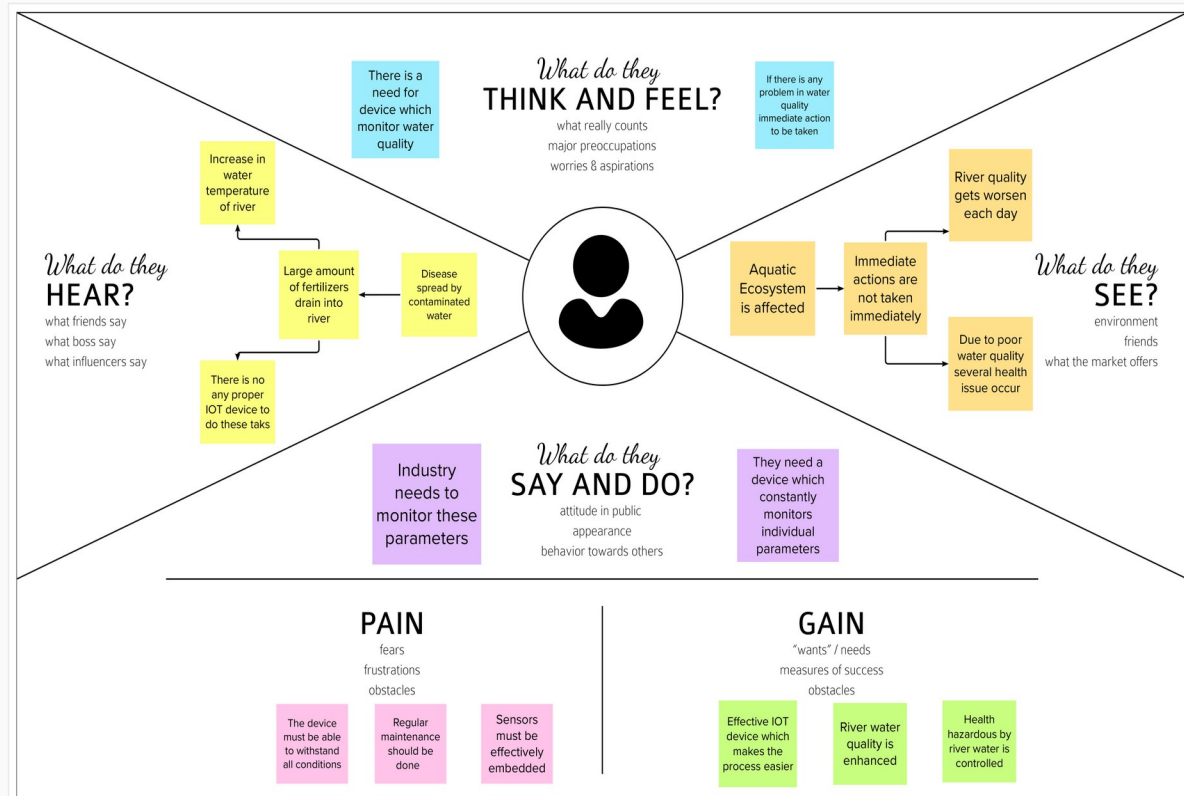 What do they
THINK AND FEEL?
what really counts
major preoccupations
worries & aspirations
There is a
need for
device which
monitor water
quality
If there is any
problem in water
quality
immediate action
to be taken
What do they
HEAR?
what friends say
what boss say
what influencers say
Increase in
water
temperature
of river
Large amount
of fertilizers
drain into
river
Disease
spread by
contaminated
water
There is no
any proper
IOT device to
do these taks
What do they
SEE?
environment
friends
what the market offers
Aquatic
Ecosystem
is affected
Immediate
actions are
not taken
immediately
River quality
gets worsen
each day
Due to poor
water quality
several health
issue occur
What do they
SAY AND DO?
attitude in public
appearance
behavior towards others
Industry
needs to
monitor these
parameters
They need a
device which
constantly
monitors
individual
parameters
PAIN
fears
frustrations
obstacles
The device
must be able
to withstand
all conditions
Regular
maintenance
should be
done
Sensors
must be
effectively
embedded
GAIN
“wants” / needs
measures of success
obstacles
Effective IOT
device which
makes the
process easier
River water
quality is
enhanced
Health
hazardous by
river water is
controlled